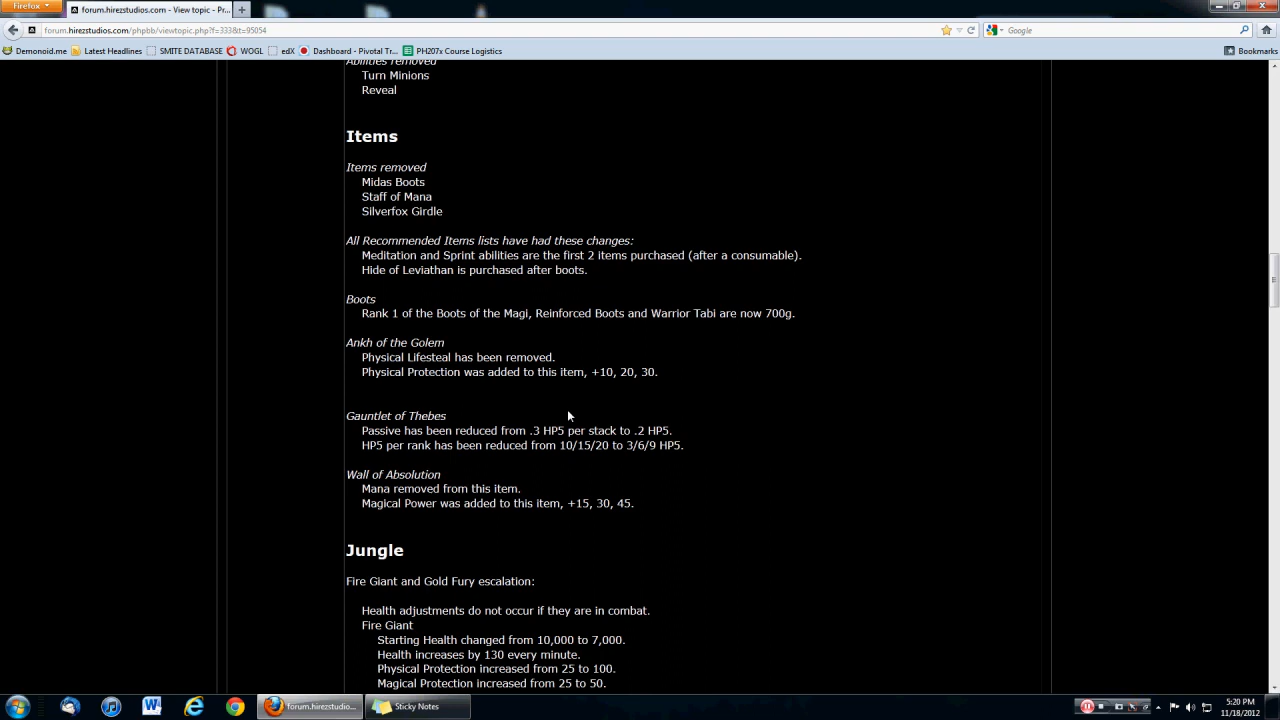 Firefox
forum.hirezstudios.com - View topic - Pr...
forum.hirezstudios.com/phpbb/viewtopic.php?f=333&t=95054
Google
Demonoid.me Latest Headlines SMITE DATABASE WOGL edX Dashboard - Pivotal Tr... PH207x Course Logistics Bookmarks
Abilities removed
Turn Minions
Reveal
Items
Items removed
Midas Boots
Staff of Mana
Silverfox Girdle
All Recommended Items lists have had these changes:
Meditation and Sprint abilities are the first 2 items purchased (after a consumable).
Hide of Leviathan is purchased after boots.
Boots
Rank 1 of the Boots of the Magi, Reinforced Boots and Warrior Tabi are now 700g.
Ankh of the Golem
Physical Lifesteal has been removed.
Physical Protection was added to this item, +10, 20, 30.
Gauntlet of Thebes
Passive has been reduced from .3 HP5 per stack to .2 HP5.
HP5 per rank has been reduced from 10/15/20 to 3/6/9 HP5.
Wall of Absolution
Mana removed from this item.
Magical Power was added to this item, +15, 30, 45.
Jungle
Fire Giant and Gold Fury escalation:
Health adjustments do not occur if they are in combat.
Fire Giant
Starting Health changed from 10,000 to 7,000.
Health increases by 130 every minute.
Physical Protection increased from 25 to 100.
Magical Protection increased from 25 to 50.
forum.hirezstudio... Sticky Notes
5:20 PM
11/18/2012